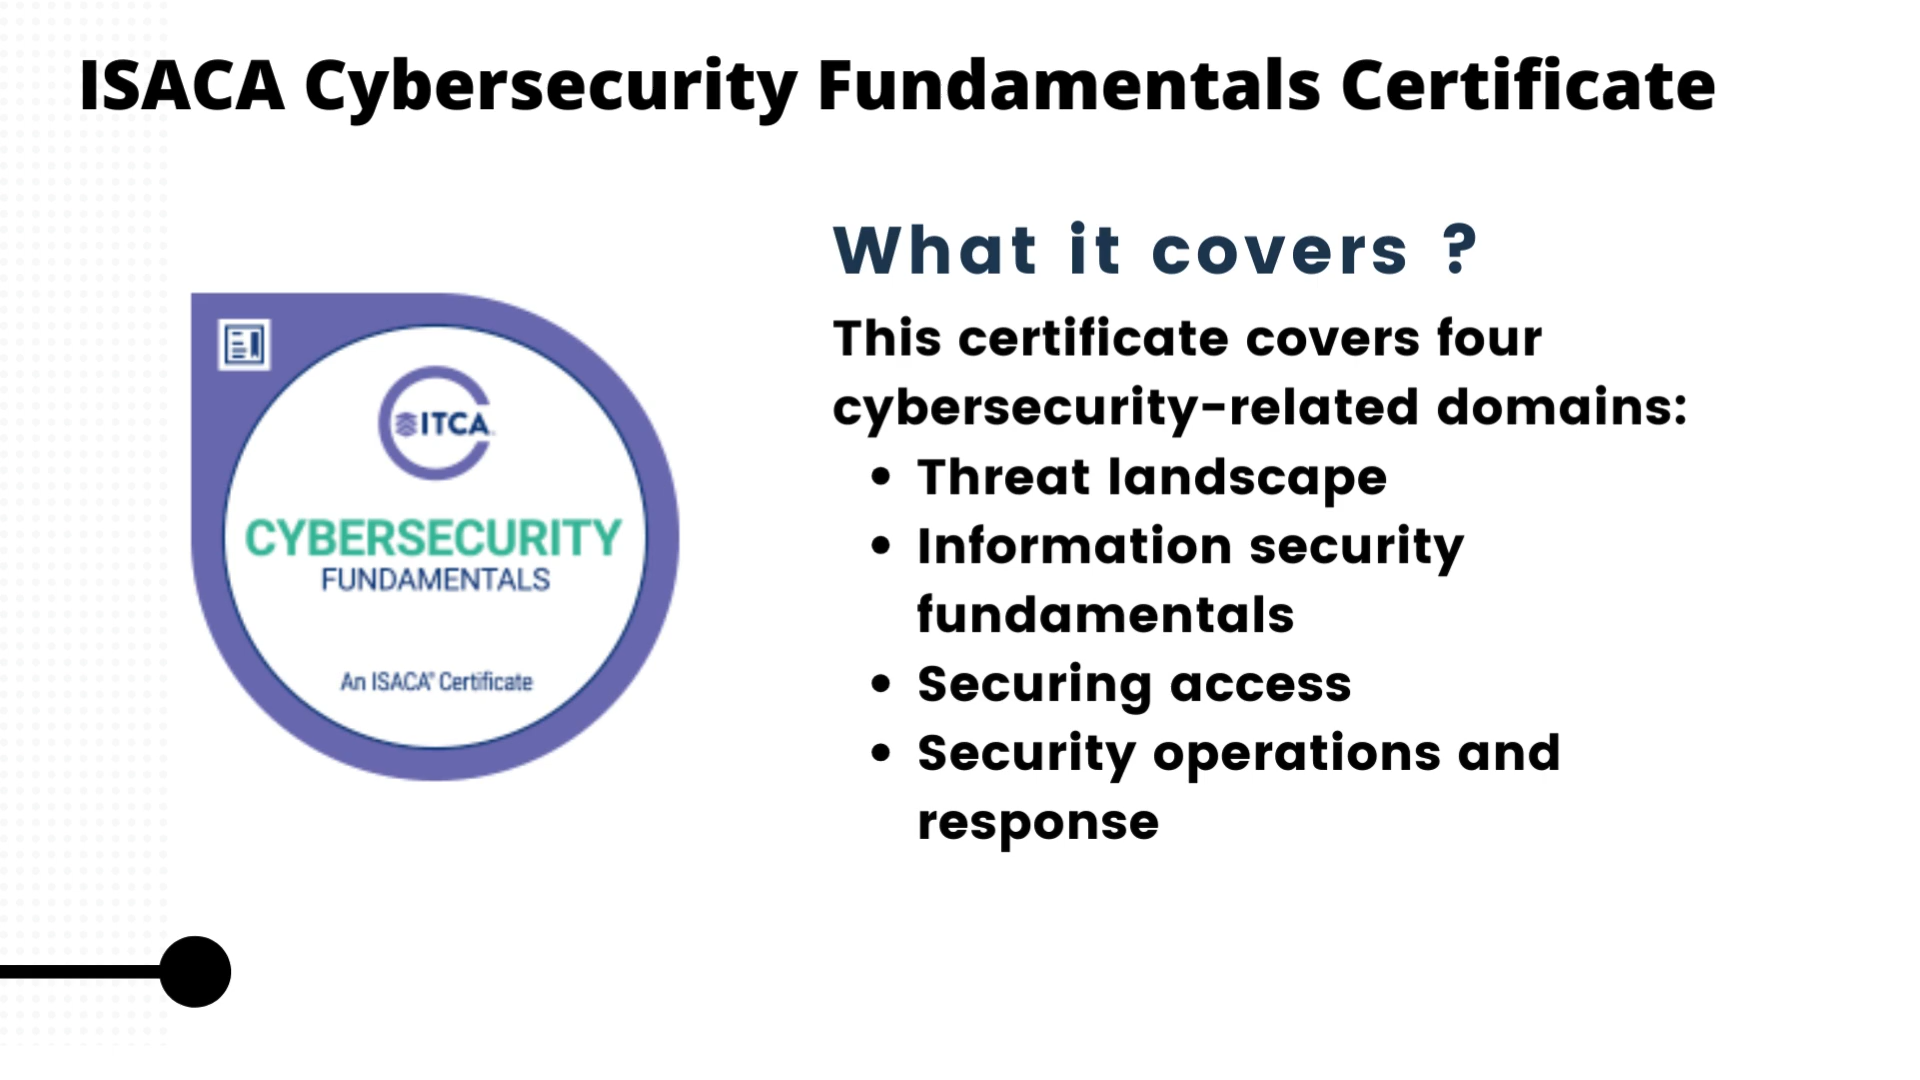 ISACA Cybersecurity Fundamentals Certificate
What it covers ?
This certificate covers four
cybersecurity-related domains:
• Threat landscape
• Information security
fundamentals
• Securing access
• Security operations and
response
ITCA
CYBERSECURITY
FUNDAMENTALS
An ISACA® Certificate